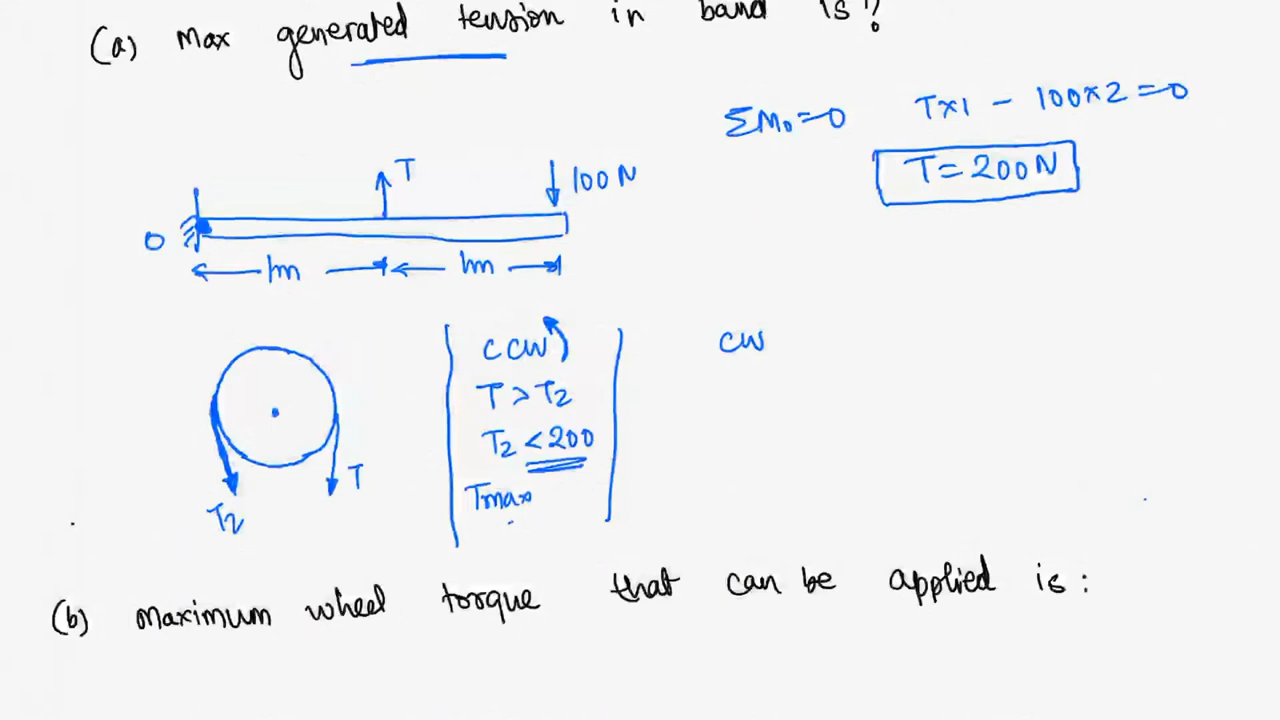 (a) Max generated tension in band is?
ΣM₀=0 T×1 - 100×2=0
T=200N
T
100N
O
1m 1m
CCW CW
T>T₂
T₂ <200
Tmax
T
T₂
(b) Maximum wheel torque that can be applied is: